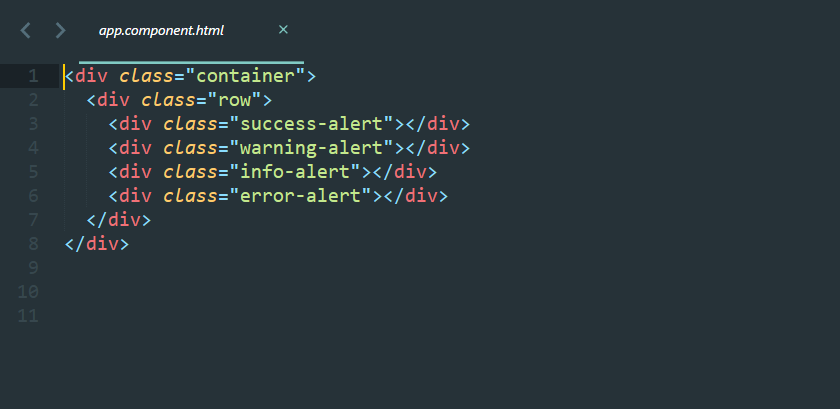 app.component.html ×
1 <div class="container">
2   <div class="row">
3     <div class="success-alert"></div>
4     <div class="warning-alert"></div>
5     <div class="info-alert"></div>
6     <div class="error-alert"></div>
7   </div>
8 </div>
9
10
11